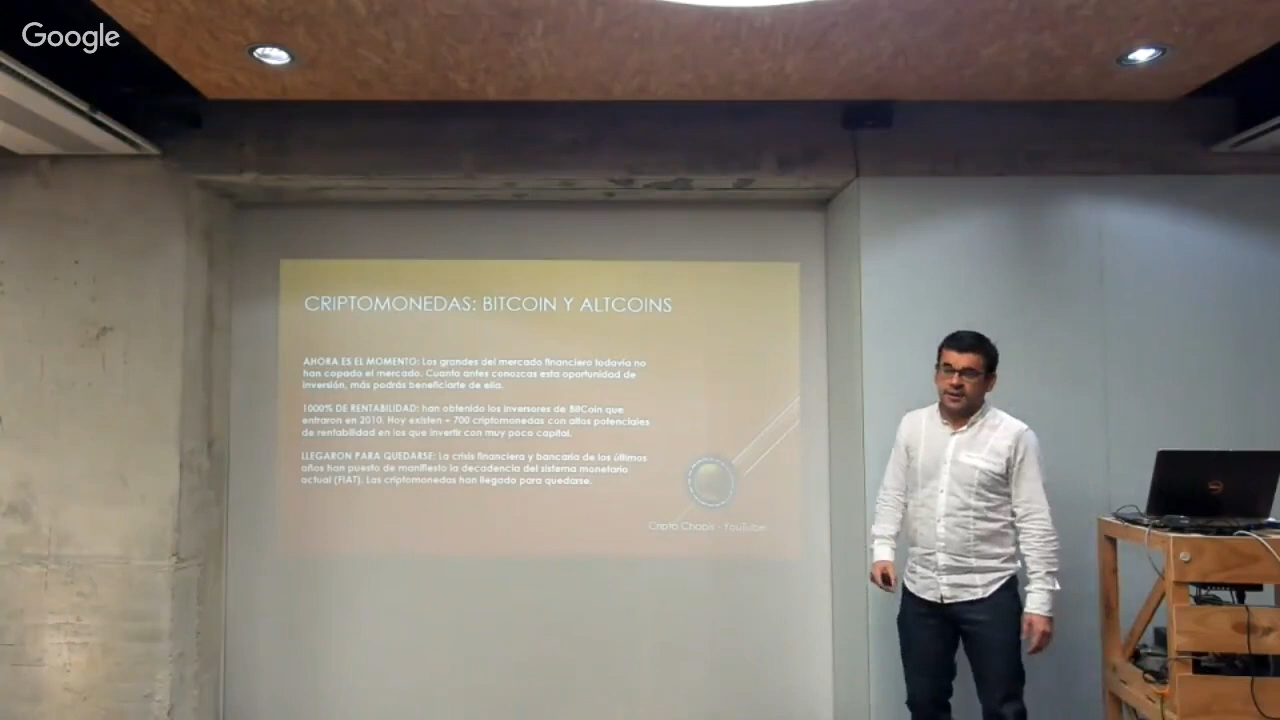 Google
CRIPTOMONEDAS: BITCOIN Y ALTCOINS
AHORA ES EL MOMENTO: Los grandes del mercado financiero todavía no
han copado el mercado. Cuanto antes conozcas esta oportunidad de
inversión, más podrás beneficiarte de ella.
1000% DE RENTABILIDAD: han obtenido los inversores de BitCoin que
entraron en 2010. Hoy existen + 700 criptomonedas con altos potenciales
de rentabilidad en los que invertir con muy poco capital.
LLEGARON PARA QUEDARSE: La crisis financiera y bancaria de los últimos
años han puesto de manifiesto la decadencia del sistema monetario
actual (FIAT). Las criptomonedas han llegado para quedarse.
Cripto Chapis - YouTube